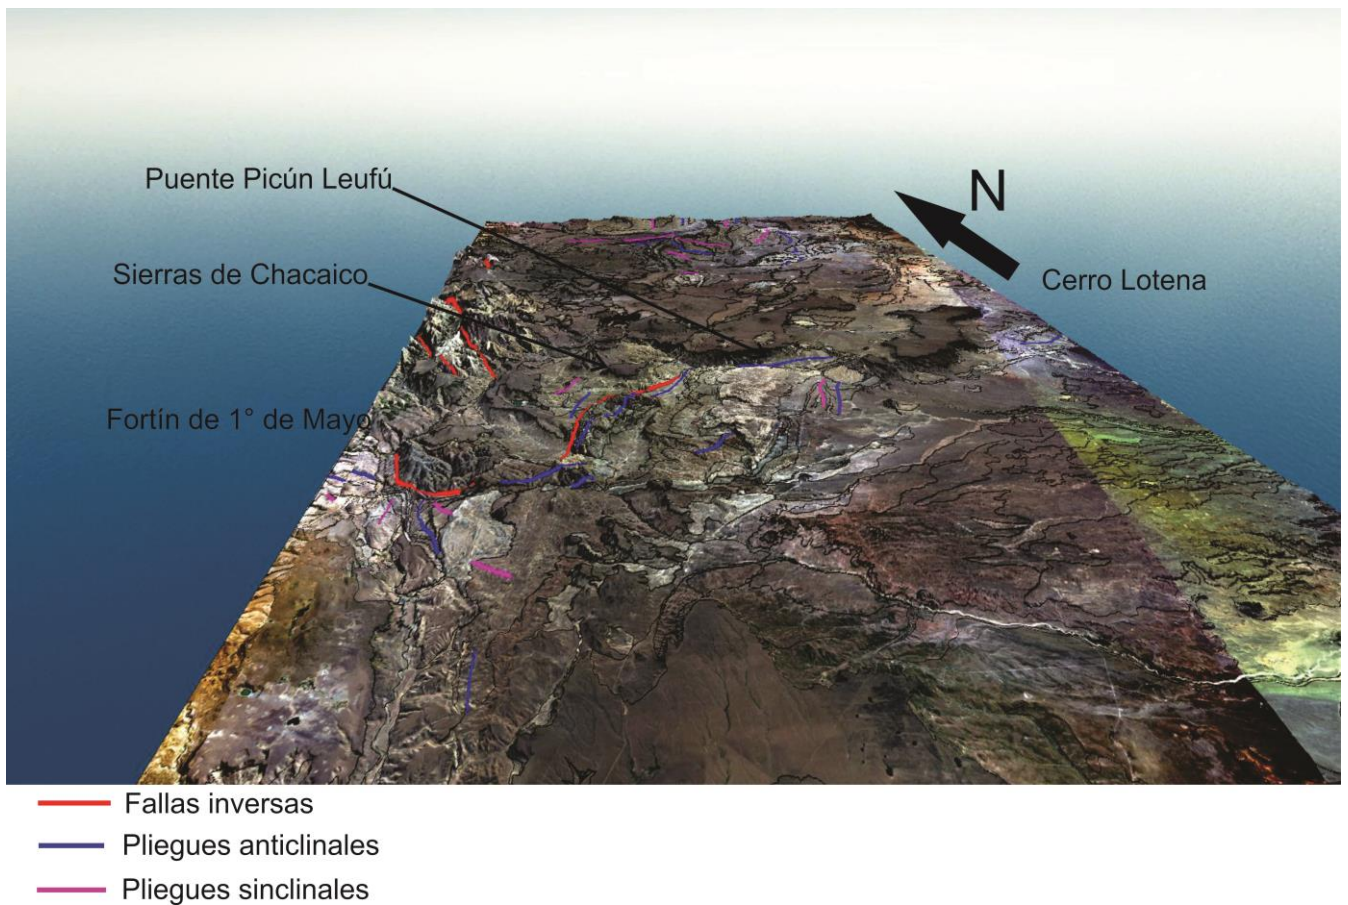 Puente Picún Leufú
N
Sierras de Chacaico
Cerro Lotena
Fortín de 1° de Mayo
Fallas inversas
Pliegues anticlinales
Pliegues sinclinales